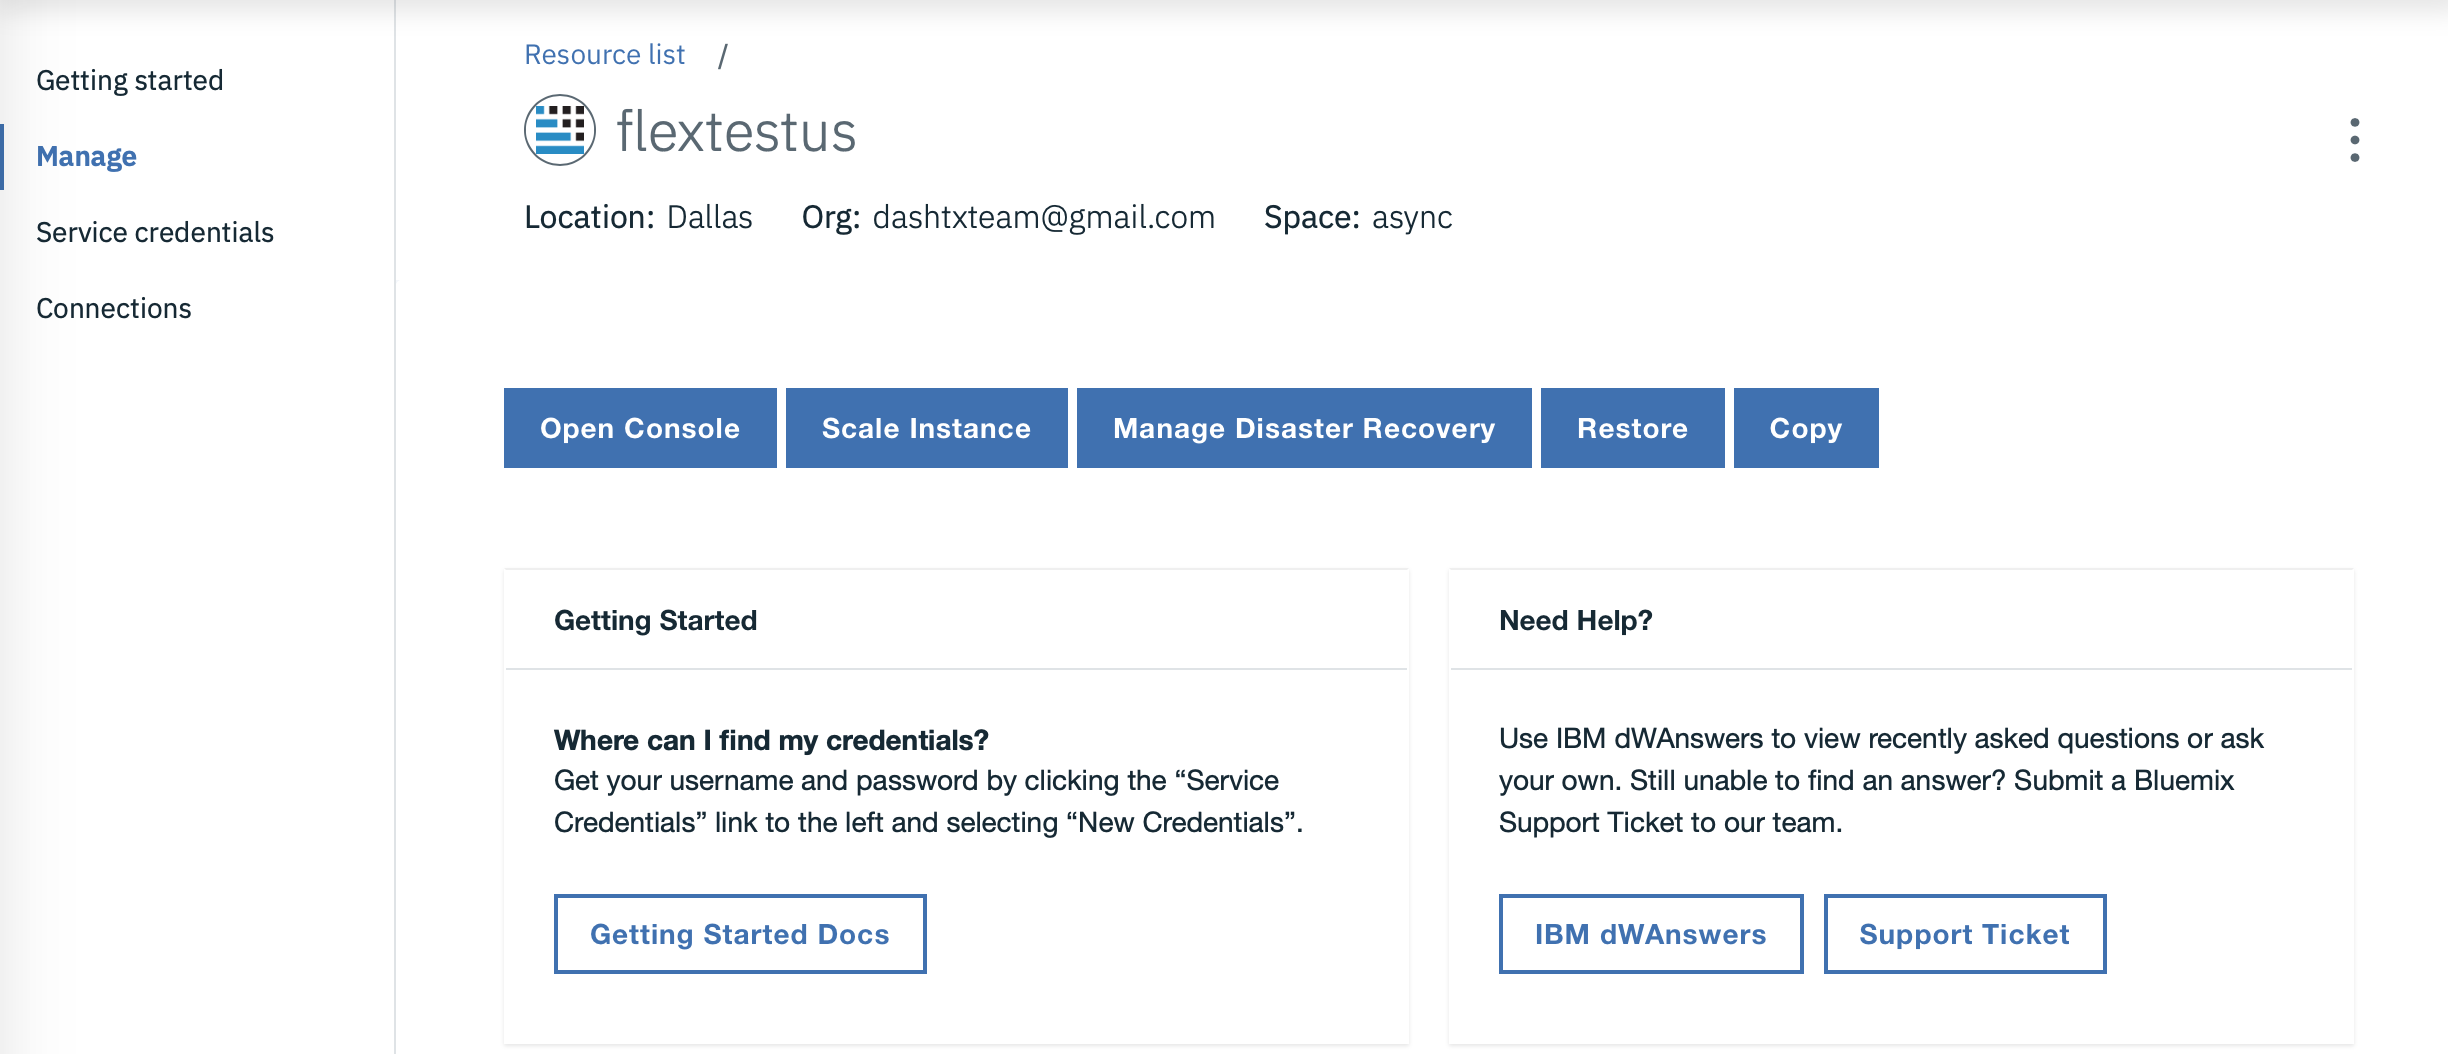 Getting started
Manage
Service credentials
Connections
Resource list /
flextestus
Location: Dallas Org: dashtxteam@gmail.com Space: async
Open Console Scale Instance Manage Disaster Recovery Restore Copy
Getting Started
Where can I find my credentials?
Get your username and password by clicking the “Service
Credentials” link to the left and selecting “New Credentials”.
Getting Started Docs
Need Help?
Use IBM dWAnswers to view recently asked questions or ask
your own. Still unable to find an answer? Submit a Bluemix
Support Ticket to our team.
IBM dWAnswers Support Ticket